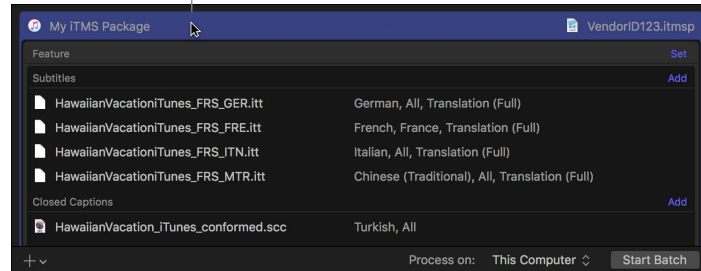 My iTMS Package VendorID123.itmsp
Feature Set
Subtitles Add
HawaiianVacationiTunes_FRS_GER.itt German, All, Translation (Full)
HawaiianVacationiTunes_FRS_FRE.itt French, France, Translation (Full)
HawaiianVacationiTunes_FRS_ITN.itt Italian, All, Translation (Full)
HawaiianVacationiTunes_FRS_MTR.itt Chinese (Traditional), All, Translation (Full)
Closed Captions Add
HawaiianVacation_iTunes_conformed.scc Turkish, All
Process on: This Computer Start Batch